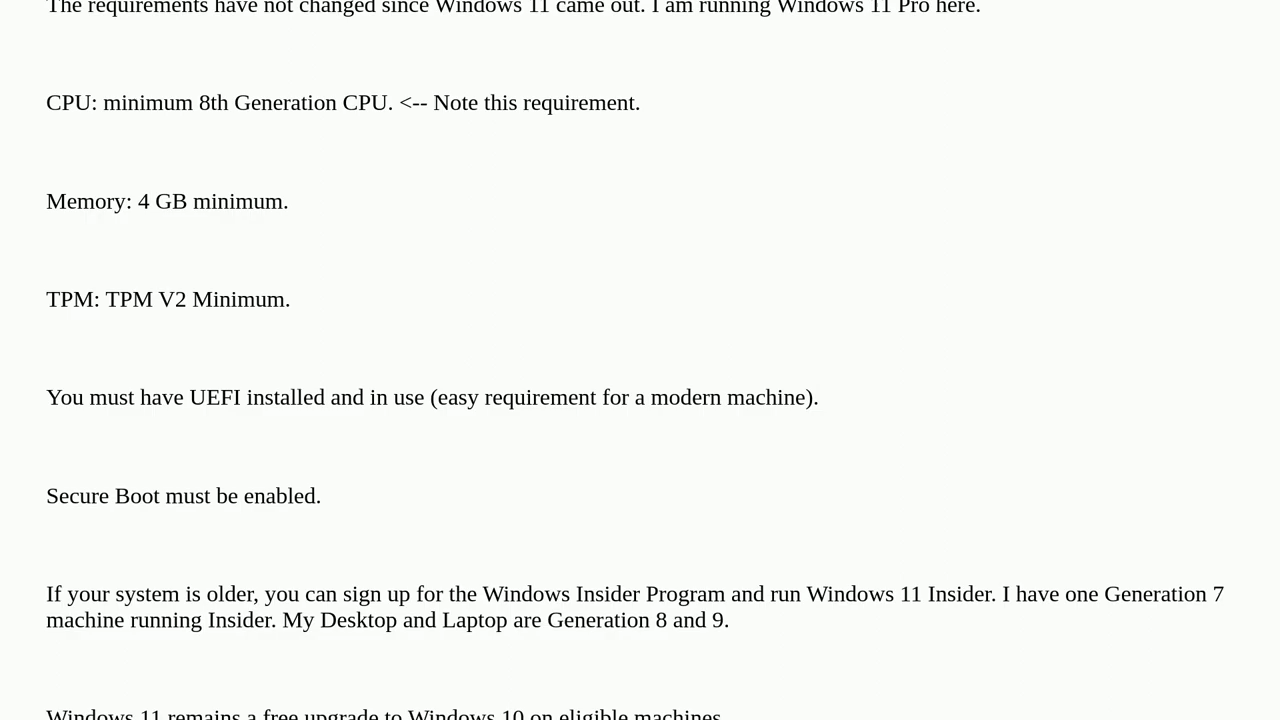 The requirements have not changed since Windows 11 came out. I am running Windows 11 Pro here.
CPU: minimum 8th Generation CPU. <-- Note this requirement.
Memory: 4 GB minimum.
TPM: TPM V2 Minimum.
You must have UEFI installed and in use (easy requirement for a modern machine).
Secure Boot must be enabled.
If your system is older, you can sign up for the Windows Insider Program and run Windows 11 Insider. I have one Generation 7
machine running Insider. My Desktop and Laptop are Generation 8 and 9.
Windows 11 remains a free upgrade to Windows 10 on eligible machines.